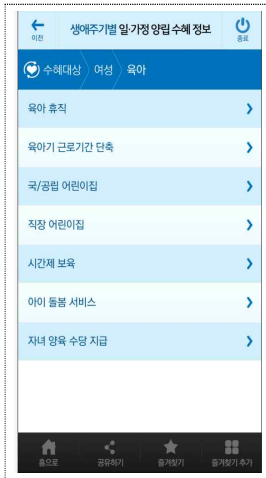 이전
생애주기별 일·가정 양립 수혜 정보
종료
수혜대상 여성 육아
육아 휴직
육아기 근로기간 단축
국/공립 어린이집
직장 어린이집
시간제 보육
아이 돌봄 서비스
자녀 양육 수당 지급
홈으로
공유하기
즐겨찾기
즐겨찾기 추가